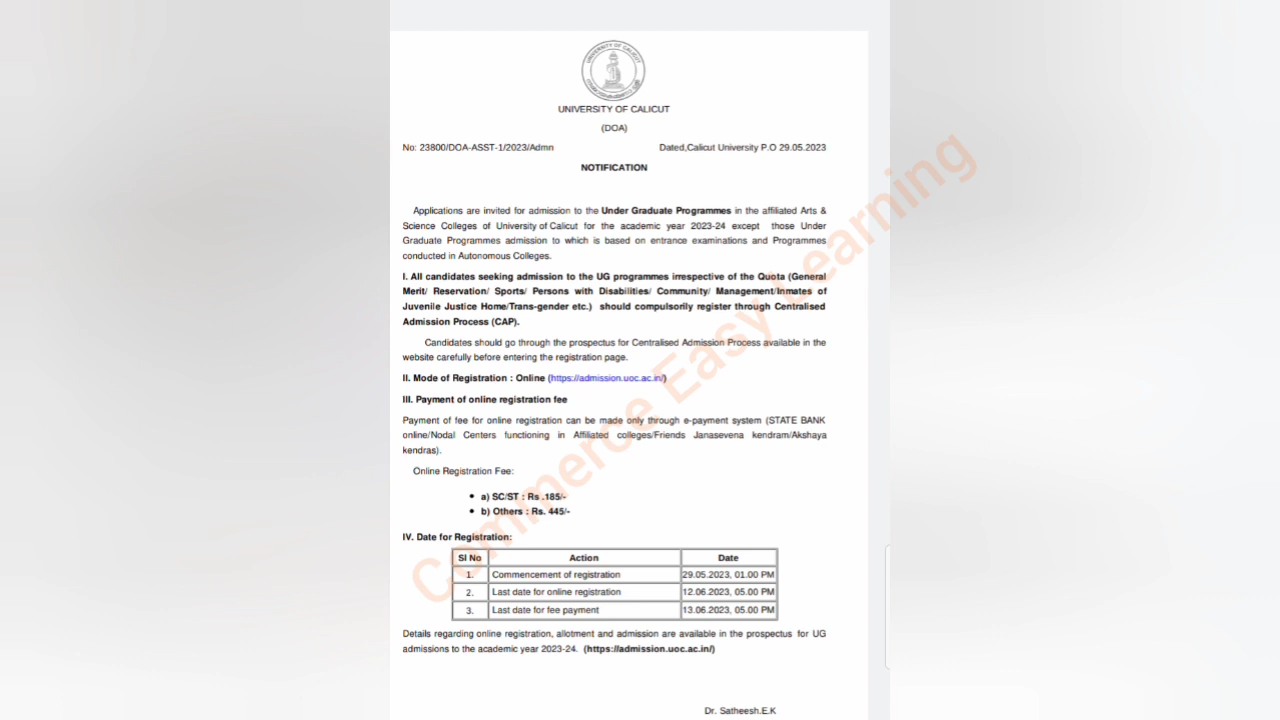 UNIVERSITY OF CALICUT
UNIVERSITY OF CALICUT
(DOA)
No: 23800/DOA-ASST-1/2023/Admn Dated,Calicut University P.O 29.05.2023
NOTIFICATION
Applications are invited for admission to the Under Graduate Programmes in the affiliated Arts &
Science Colleges of University of Calicut for the academic year 2023-24 except those Under
Graduate Programmes admission to which is based on entrance examinations and Programmes
conducted in Autonomous Colleges.
I. All candidates seeking admission to the UG programmes irrespective of the Quota (General
Merit/ Reservation/ Sports/ Persons with Disabilities/ Community/ Management/Inmates of
Juvenile Justice Home/Trans-gender etc.) should compulsorily register through Centralised
Admission Process (CAP).
Candidates should go through the prospectus for Centralised Admission Process available in the
website carefully before entering the registration page.
II. Mode of Registration : Online (https://admission.uoc.ac.in/)
III. Payment of online registration fee
Payment of fee for online registration can be made only through e-payment system (STATE BANK
online/Nodal Centers functioning in Affiliated colleges/Friends Janasevena kendram/Akshaya
kendras).
Online Registration Fee:
• a) SC/ST : Rs .185/-
• b) Others : Rs. 445/-
IV. Date for Registration:
Sl No Action Date
1. Commencement of registration 29.05.2023, 01.00 PM
2. Last date for online registration 12.06.2023, 05.00 PM
3. Last date for fee payment 13.06.2023, 05.00 PM
Details regarding online registration, allotment and admission are available in the prospectus for UG
admissions to the academic year 2023-24. (https://admission.uoc.ac.in/)
Dr. Satheesh.E.K
Commerce Easy Learning